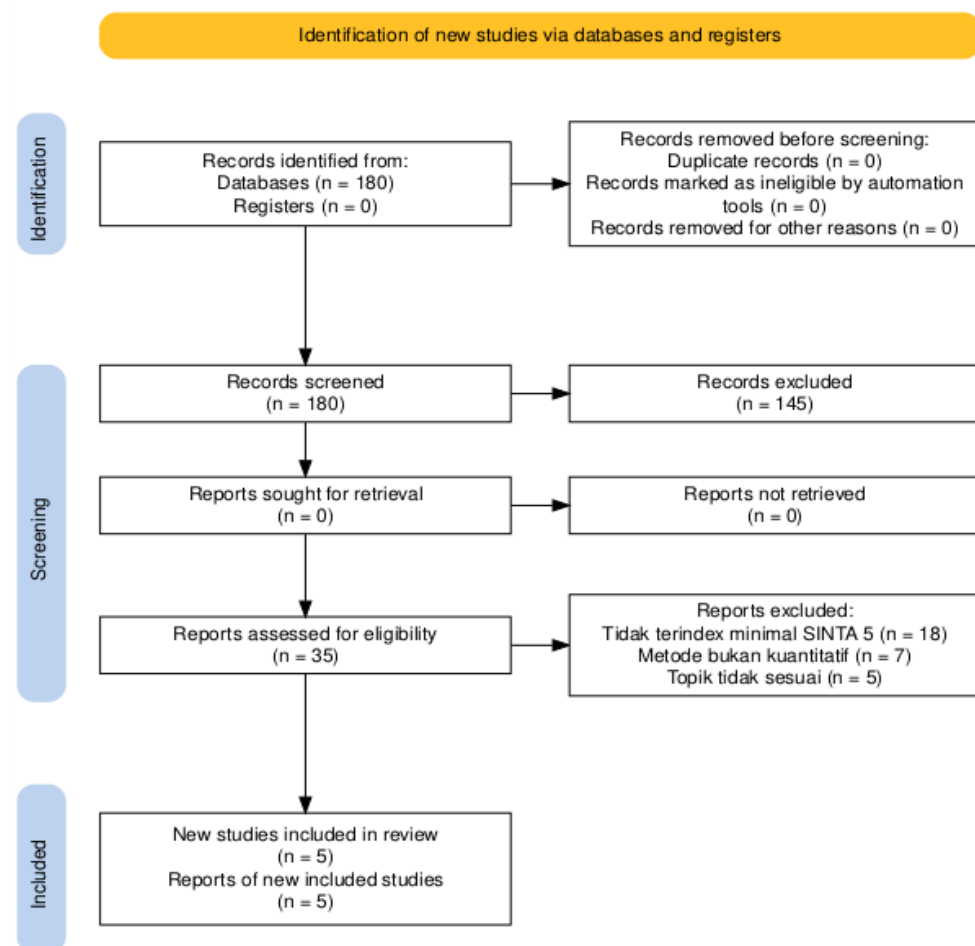 Identification of new studies via databases and registers
Identification
Records identified from:
Databases (n = 180)
Registers (n = 0)
Records removed before screening:
Duplicate records (n = 0)
Records marked as ineligible by automation
tools (n = 0)
Records removed for other reasons (n = 0)
Screening
Records screened
(n = 180)
Records excluded
(n = 145)
Reports sought for retrieval
(n = 0)
Reports not retrieved
(n = 0)
Reports assessed for eligibility
(n = 35)
Reports excluded:
Tidak terindex minimal SINTA 5 (n = 18)
Metode bukan kuantitatif (n = 7)
Topik tidak sesuai (n = 5)
Included
New studies included in review
(n = 5)
Reports of new included studies
(n = 5)